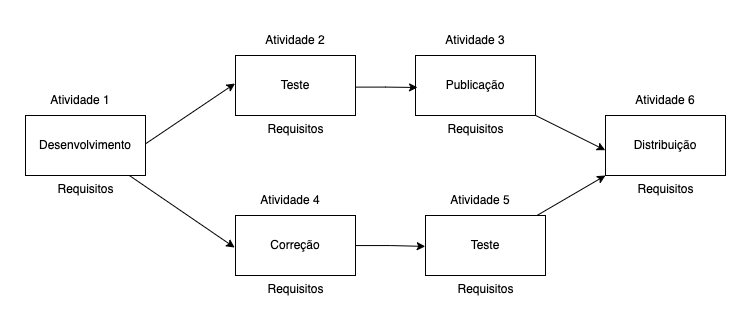 Atividade 1
Desenvolvimento
Requisitos
Atividade 2
Teste
Requisitos
Atividade 3
Publicação
Requisitos
Atividade 4
Correção
Requisitos
Atividade 5
Teste
Requisitos
Atividade 6
Distribuição
Requisitos